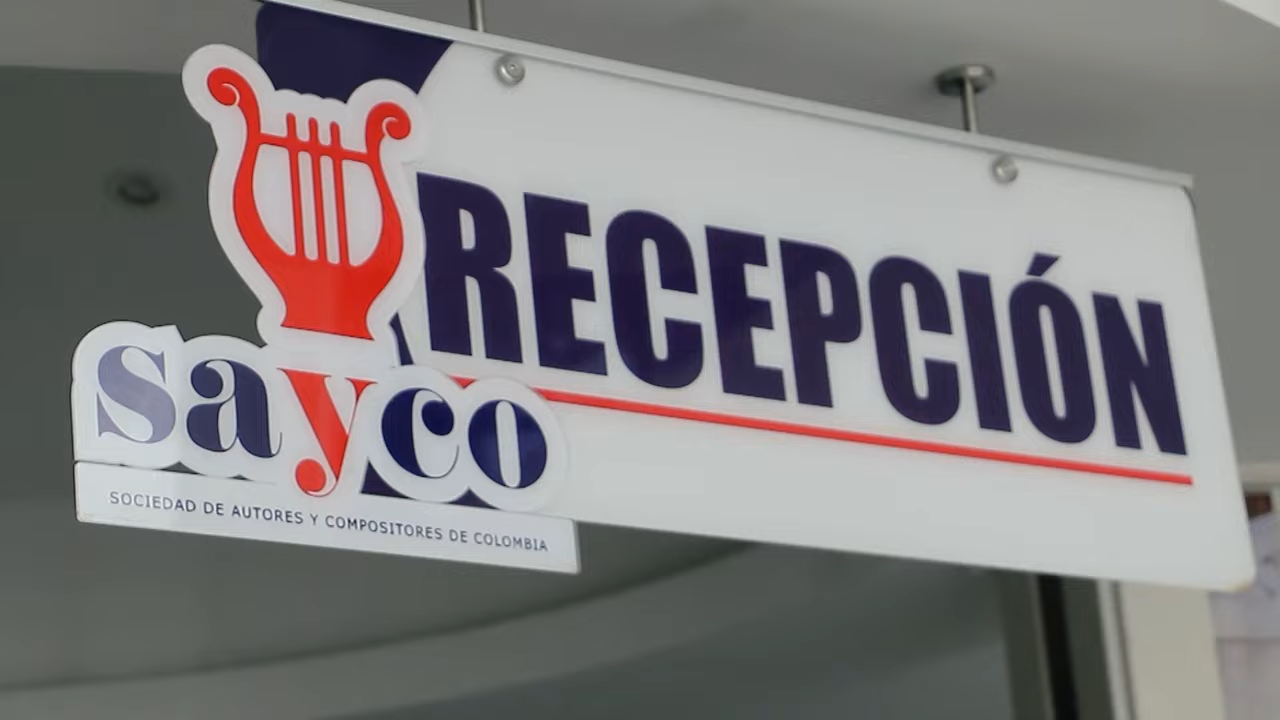 RECEPCIÓN
sayco
SOCIEDAD DE AUTORES Y COMPOSITORES DE COLOMBIA